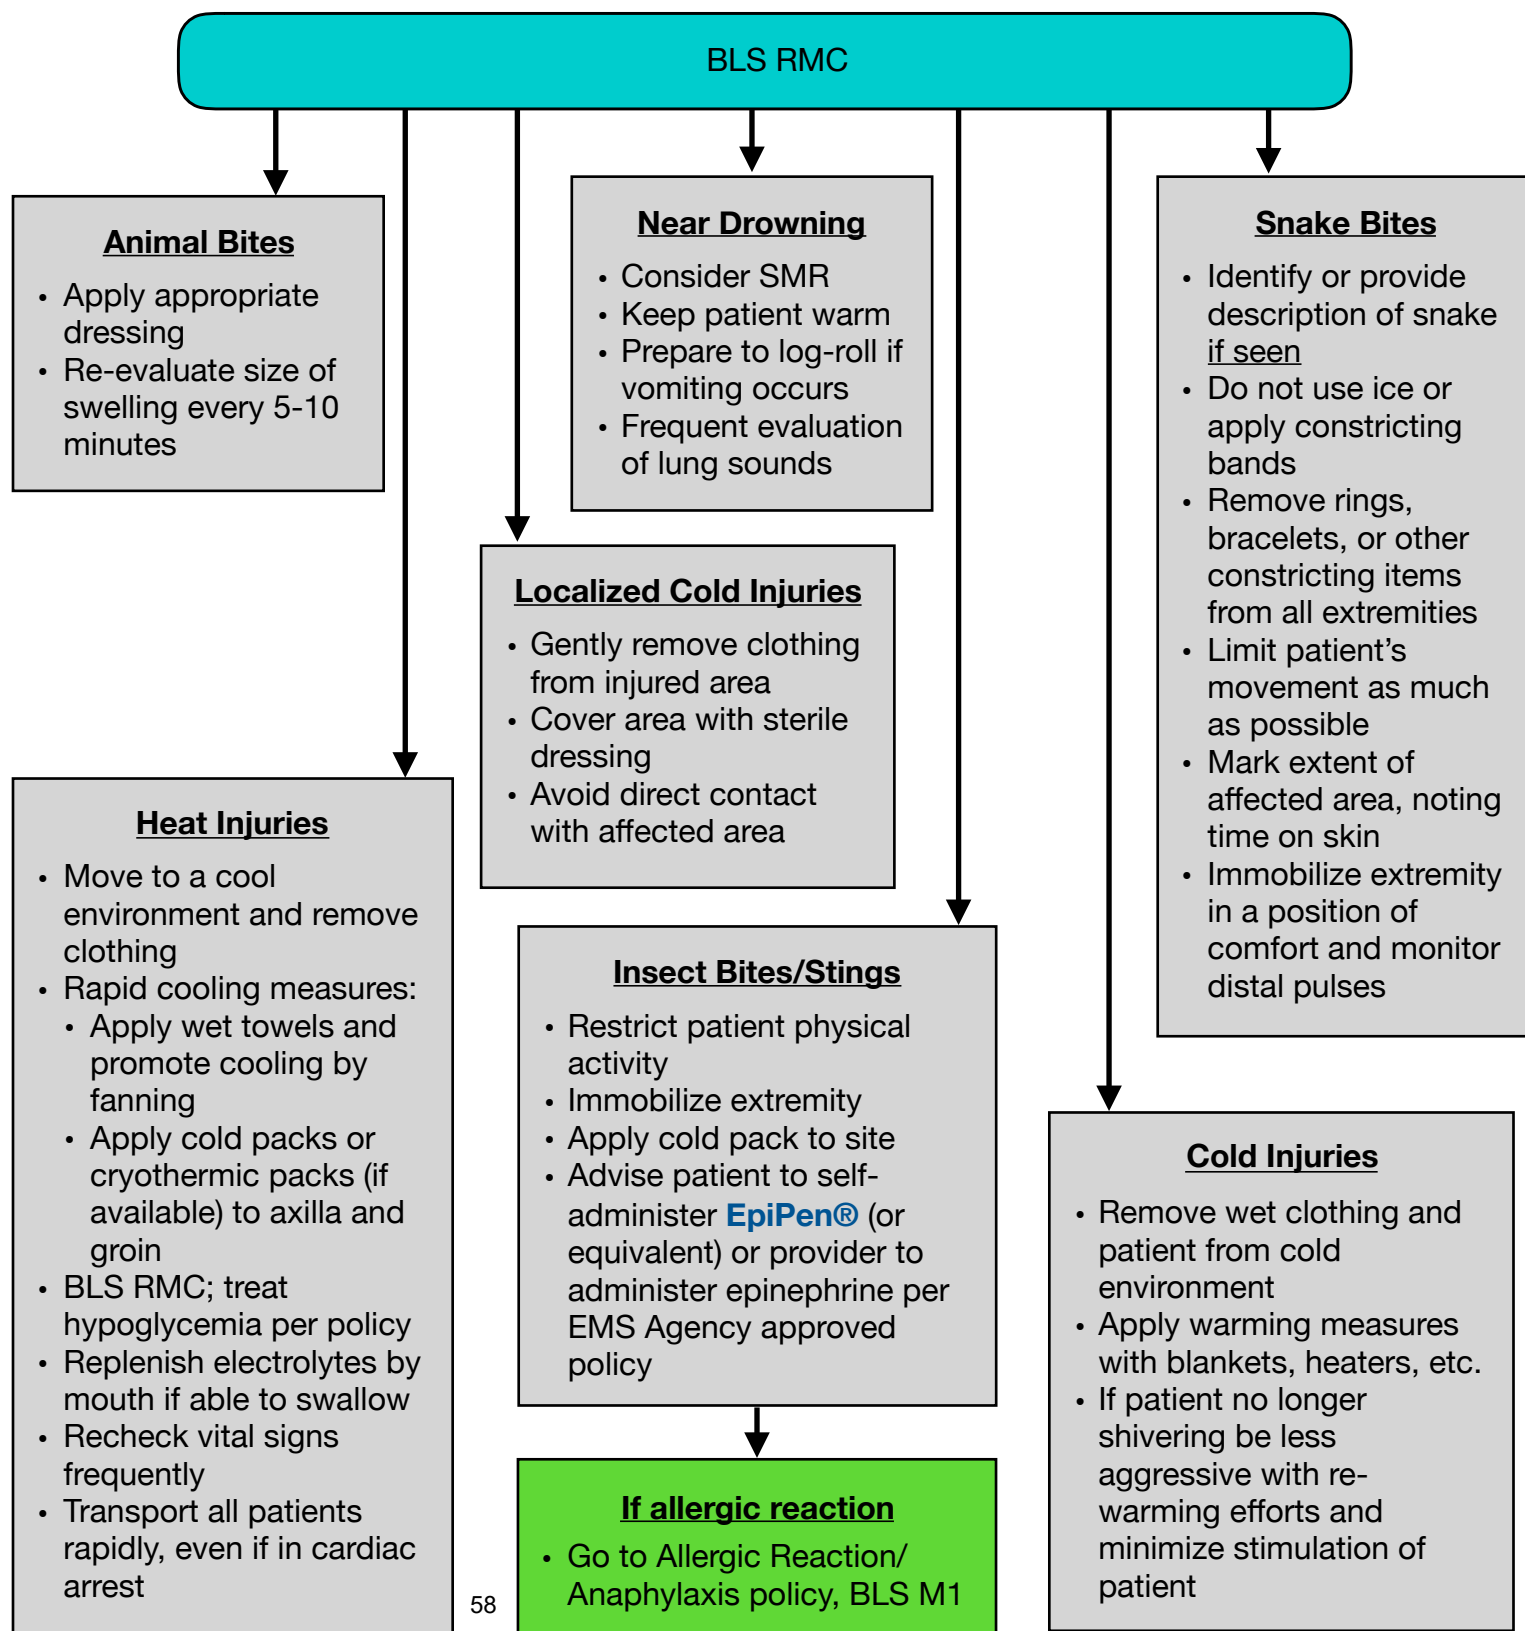 BLS RMC
Animal Bites
• Apply appropriate
dressing
• Re-evaluate size of
swelling every 5-10
minutes
Near Drowning
• Consider SMR
• Keep patient warm
• Prepare to log-roll if
vomiting occurs
• Frequent evaluation
of lung sounds
Snake Bites
• Identify or provide
description of snake
if seen
• Do not use ice or
apply constricting
bands
• Remove rings,
bracelets, or other
constricting items
from all extremities
• Limit patient’s
movement as much
as possible
• Mark extent of
affected area, noting
time on skin
• Immobilize extremity
in a position of
comfort and monitor
distal pulses
Localized Cold Injuries
• Gently remove clothing
from injured area
• Cover area with sterile
dressing
• Avoid direct contact
with affected area
Heat Injuries
• Move to a cool
environment and remove
clothing
• Rapid cooling measures:
• Apply wet towels and
promote cooling by
fanning
• Apply cold packs or
cryothermic packs (if
available) to axilla and
groin
• BLS RMC; treat
hypoglycemia per policy
• Replenish electrolytes by
mouth if able to swallow
• Recheck vital signs
frequently
• Transport all patients
rapidly, even if in cardiac
arrest
Insect Bites/Stings
• Restrict patient physical
activity
• Immobilize extremity
• Apply cold pack to site
• Advise patient to self-
administer EpiPen® (or
equivalent) or provider to
administer epinephrine per
EMS Agency approved
policy
Cold Injuries
• Remove wet clothing and
patient from cold
environment
• Apply warming measures
with blankets, heaters, etc.
• If patient no longer
shivering be less
aggressive with re-
warming efforts and
minimize stimulation of
patient
If allergic reaction
• Go to Allergic Reaction/
Anaphylaxis policy, BLS M1
58